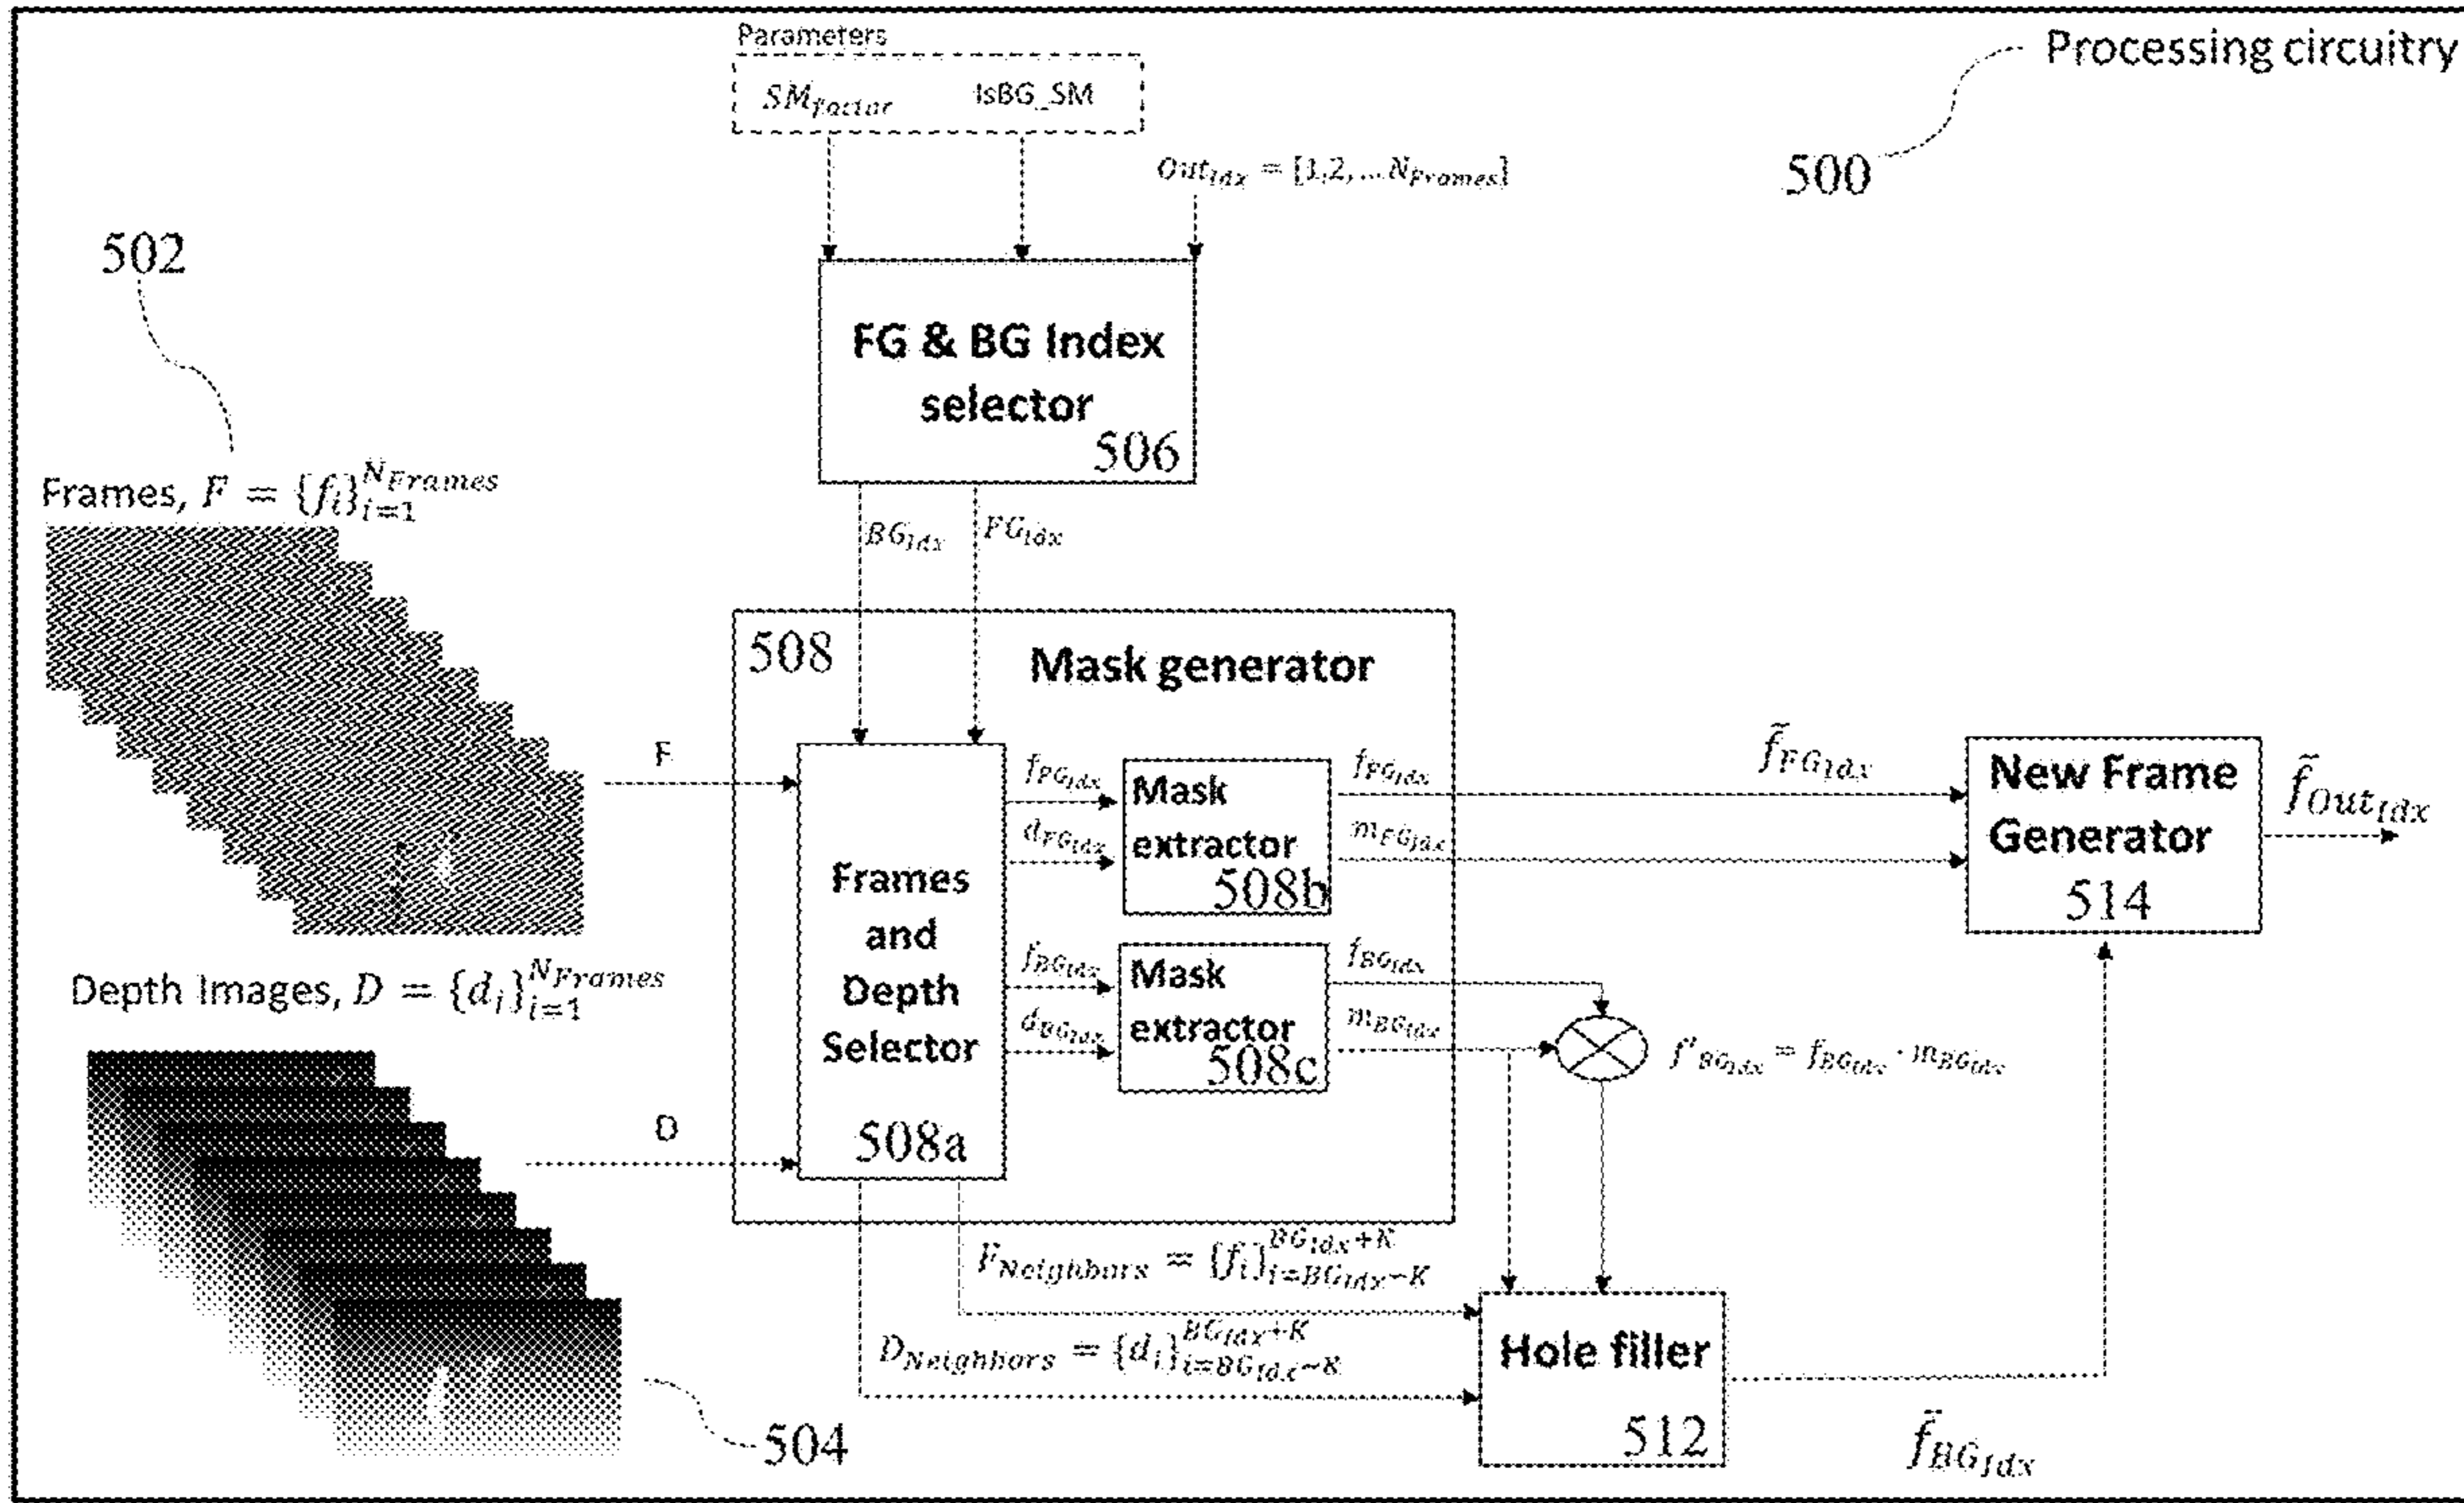 Parameters
SM_factor IsBG_SM
Out_Idx = [1,2, ... N_Frames]
Processing circuitry
500
502
FG & BG Index
selector
506
Frames, F = {f_i}_{i=1}^{N_Frames}
BG_Idx FG_Idx
508
Mask generator
F
Frames
and
Depth
Selector
508a
f_FG_Idx
d_FG_Idx
Mask
extractor
508b
f_FG_Idx
m_FG_Idx
f̃_FG_Idx
New Frame
Generator
514
f̃_Out_Idx
f_BG_Idx
d_BG_Idx
Mask
extractor
508c
f_BG_Idx
m_BG_Idx
f'_BG_Idx = f_BG_Idx · m_BG_Idx
Depth Images, D = {d_i}_{i=1}^{N_Frames}
D
504
F_Neighbors = {f_i}_{i=BG_Idx-K}^{BG_Idx+K}
D_Neighbors = {d_i}_{i=BG_Idx-K}^{BG_Idx+K}
Hole filler
512
f̃_BG_Idx